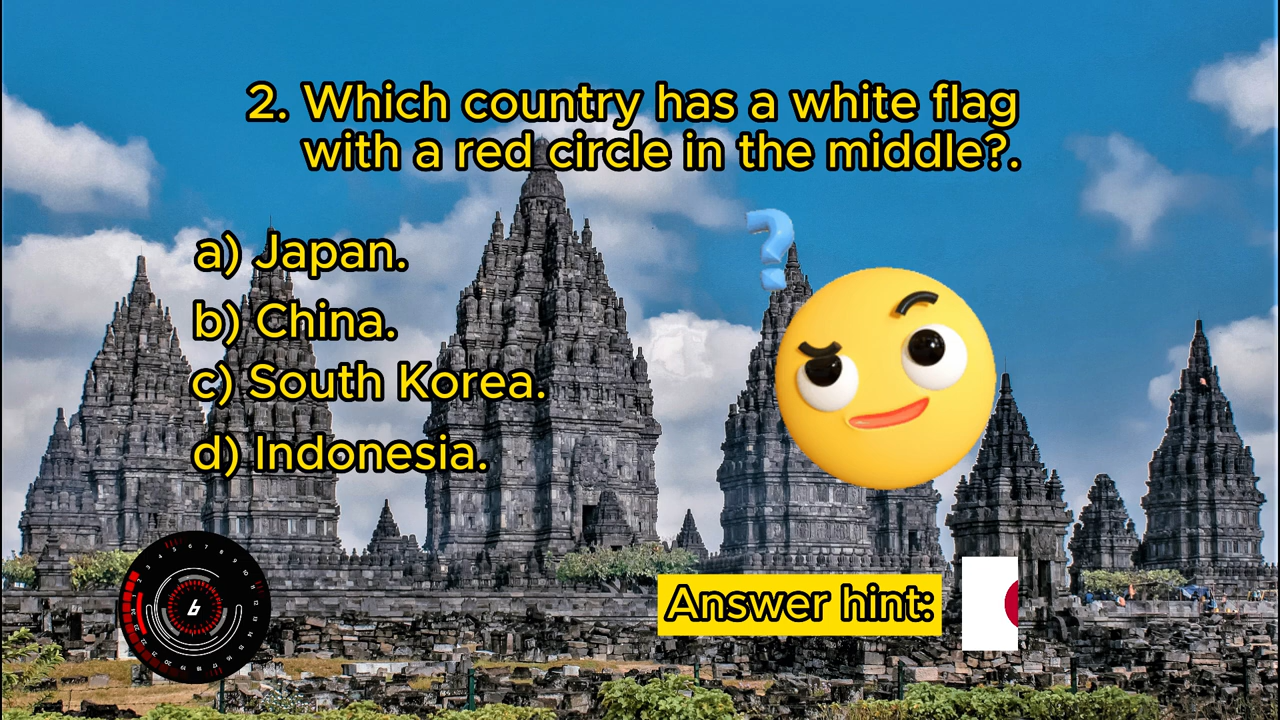 2. Which country has a white flag
with a red circle in the middle?.
a) Japan.
b) China.
c) South Korea.
d) Indonesia.
6
Answer hint: